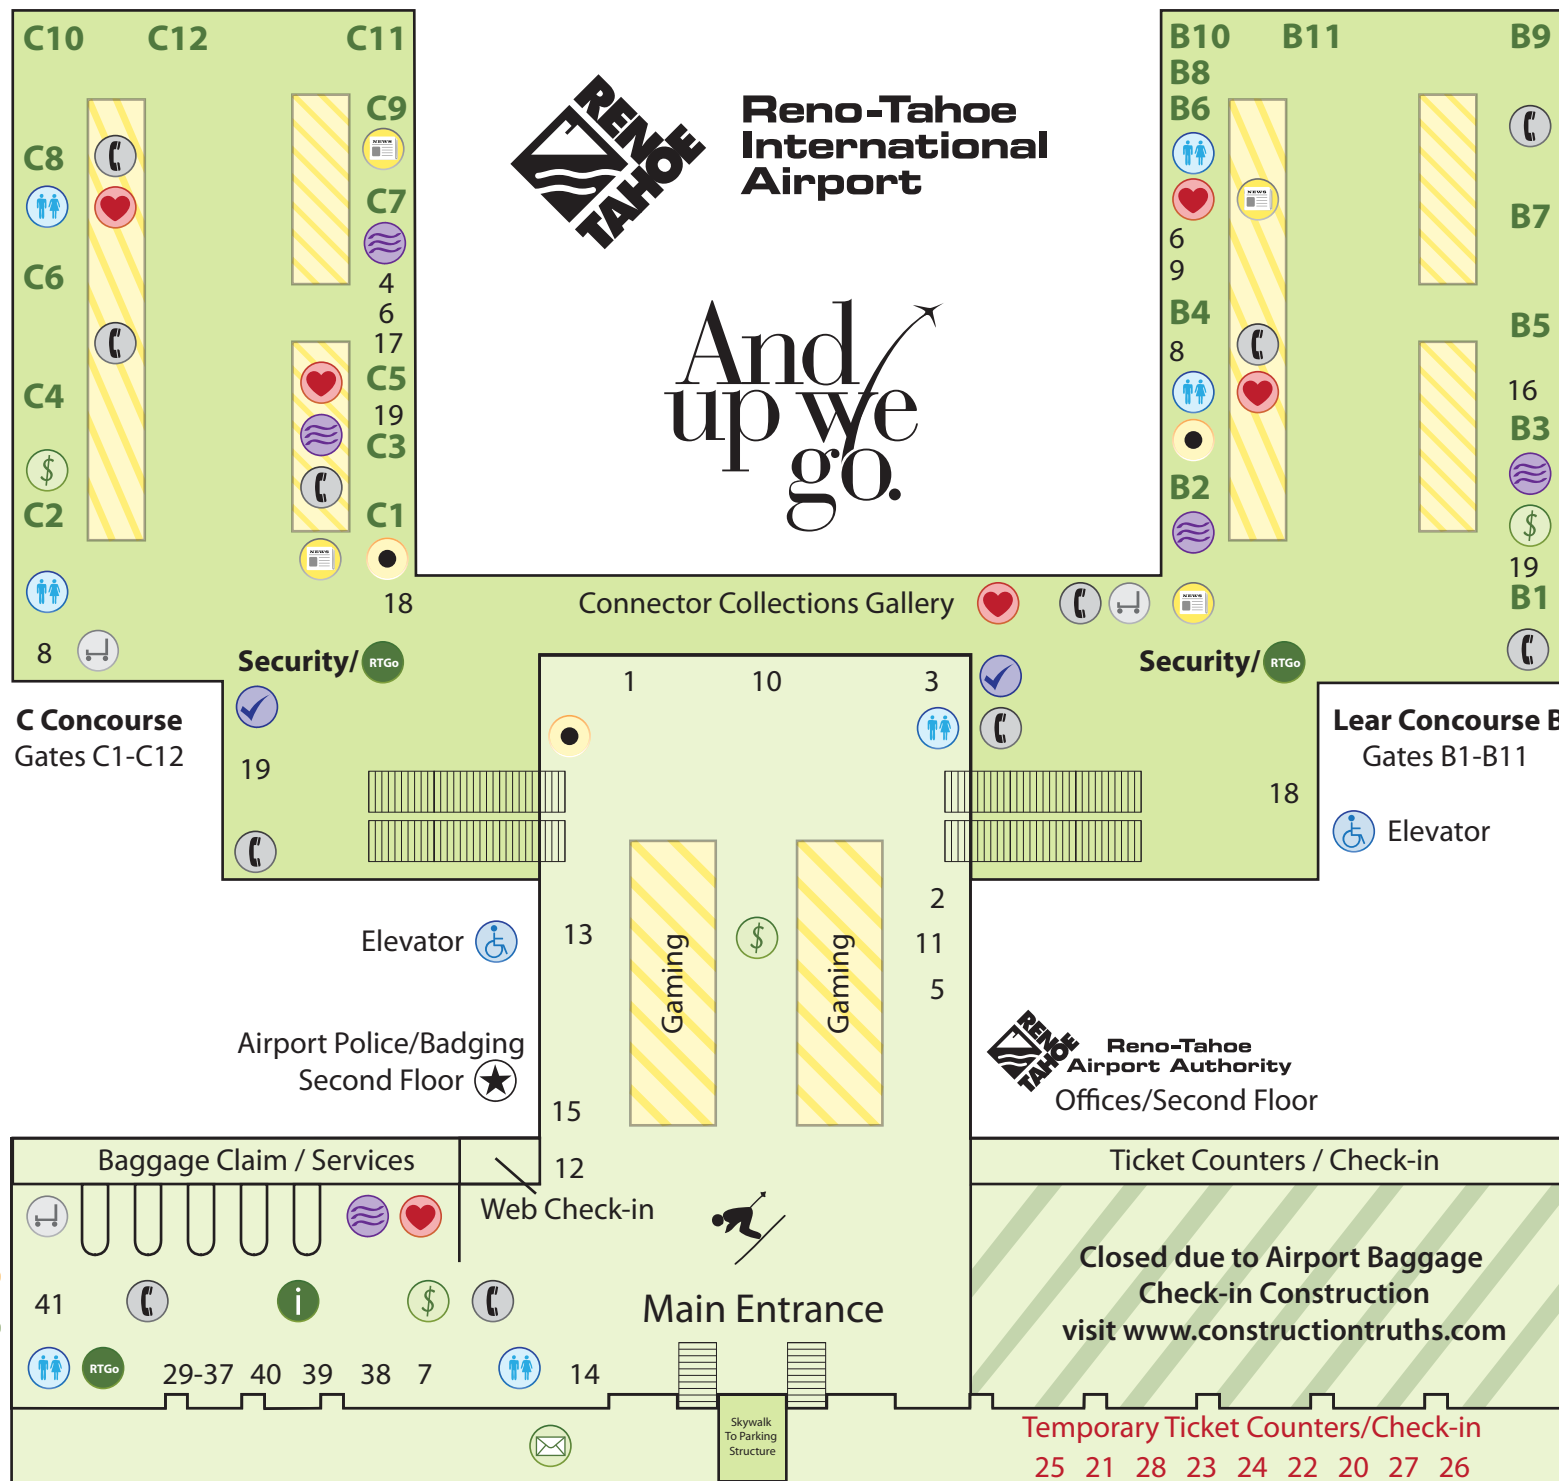 C10 C12 C11
B10 B11 B9
B8
C9 B6
NEWS
RENO
TAHOE
Reno-Tahoe
International
Airport
C8
C7 B7
NEWS
4 6
6 9
C6
17 B4 B5
8
And
up we
go.
C4 C5 16
19 B3
C3
$ B2
C2 C1 $
NEWS 19
18 Connector Collections Gallery NEWS B1
8 Security/ RTGo Security/ RTGo
1 10 3
C Concourse
Gates C1-C12
Lear Concourse B
Gates B1-B11
19 18
Elevator
2
13 Gaming $ Gaming 11
Elevator
5
Airport Police/Badging
Second Floor
RENO
TAHOE
Reno-Tahoe
Airport Authority
Offices/Second Floor
15
Baggage Claim / Services 12 Ticket Counters / Check-in
Web Check-in
Closed due to Airport Baggage
Check-in Construction
visit www.constructiontruths.com
41 i $ Main Entrance
RTGo 29-37 40 39 38 7 14
Skywalk
To Parking
Structure
Temporary Ticket Counters/Check-in
25 21 28 23 24 22 20 27 26